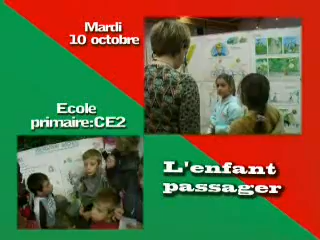 Mardi
10 octobre
Ecole
primaire:CE2
L'enfant
passager